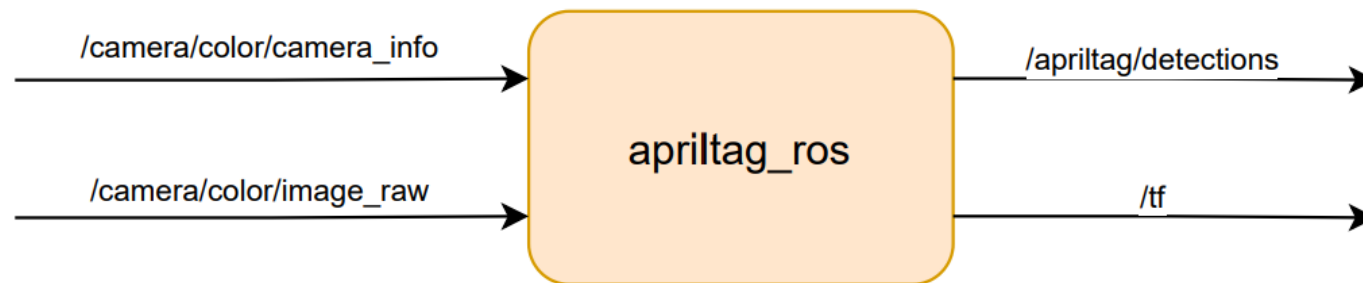 /camera/color/camera_info
/apriltag/detections
apriltag_ros
/camera/color/image_raw
/tf